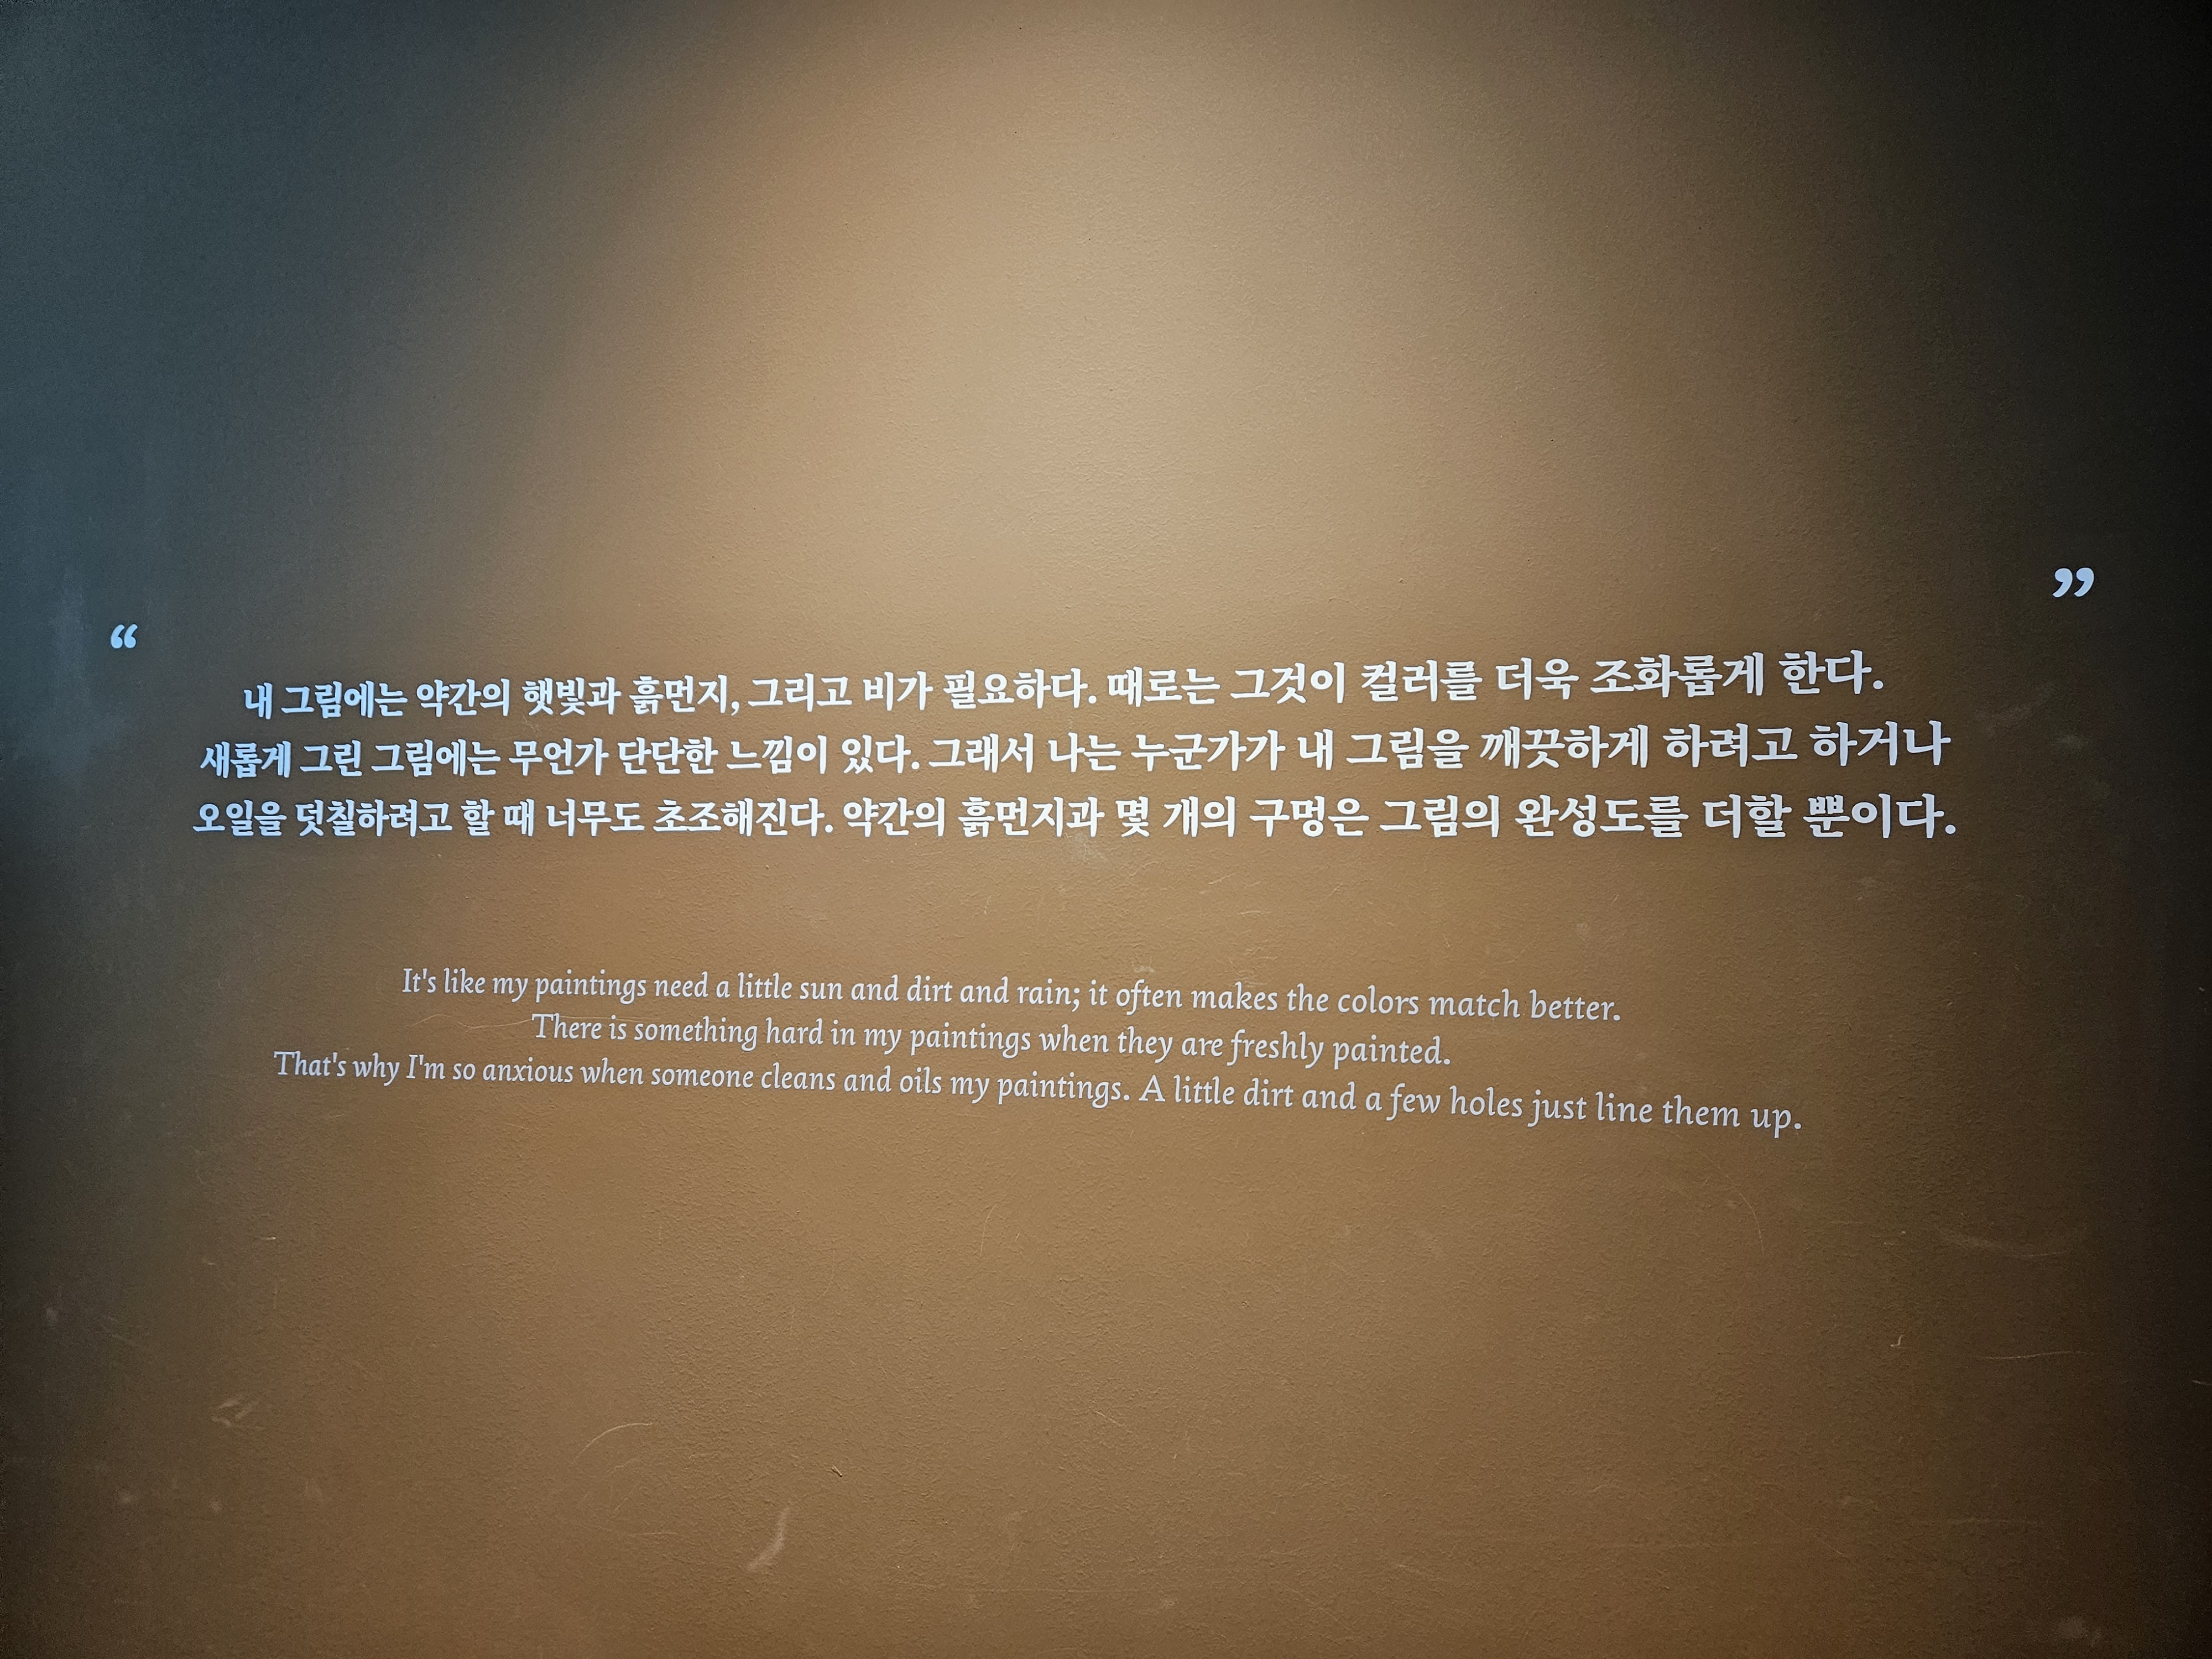 “ ”
내 그림에는 약간의 햇빛과 흙먼지, 그리고 비가 필요하다. 때로는 그것이 컬러를 더욱 조화롭게 한다.
새롭게 그린 그림에는 무언가 단단한 느낌이 있다. 그래서 나는 누군가가 내 그림을 깨끗하게 하려고 하거나
오일을 덧칠하려고 할 때 너무도 초조해진다. 약간의 흙먼지과 몇 개의 구멍은 그림의 완성도를 더할 뿐이다.
It's like my paintings need a little sun and dirt and rain; it often makes the colors match better.
There is something hard in my paintings when they are freshly painted.
That's why I'm so anxious when someone cleans and oils my paintings. A little dirt and a few holes just line them up.